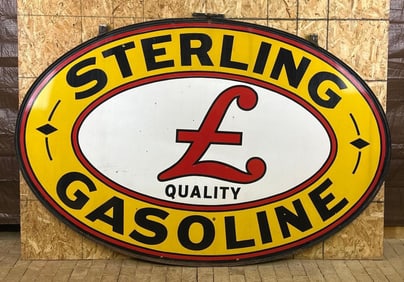 STERLING
£
QUALITY
GASOLINE